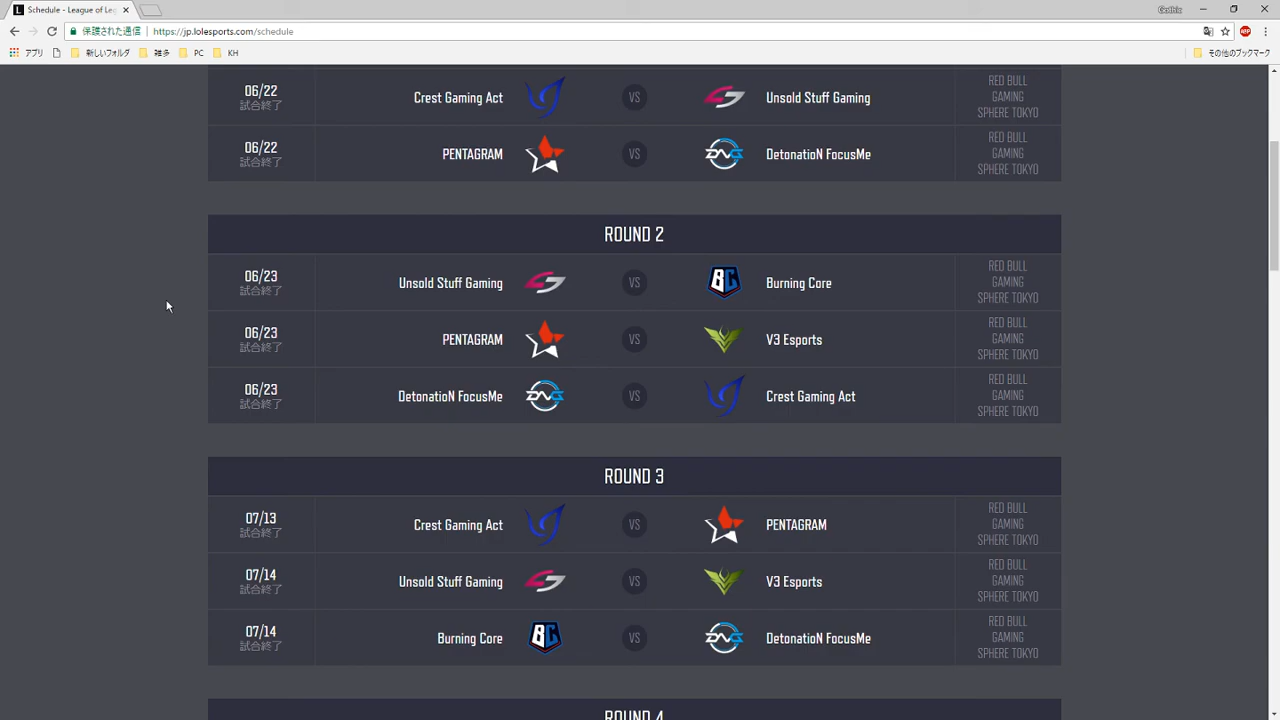 Schedule - League of Leg
Gothic
保護された通信
https://jp.lolesports.com/schedule
アプリ
新しいフォルダ
雑多
PC
KH
その他のブックマーク
06/22
試合終了
Crest Gaming Act
VS
Unsold Stuff Gaming
RED BULL
GAMING
SPHERE TOKYO
06/22
試合終了
PENTAGRAM
VS
DetonatioN FocusMe
RED BULL
GAMING
SPHERE TOKYO
ROUND 2
06/23
試合終了
Unsold Stuff Gaming
VS
Burning Core
RED BULL
GAMING
SPHERE TOKYO
06/23
試合終了
PENTAGRAM
VS
V3 Esports
RED BULL
GAMING
SPHERE TOKYO
06/23
試合終了
DetonatioN FocusMe
VS
Crest Gaming Act
RED BULL
GAMING
SPHERE TOKYO
ROUND 3
07/13
試合終了
Crest Gaming Act
VS
PENTAGRAM
RED BULL
GAMING
SPHERE TOKYO
07/14
試合終了
Unsold Stuff Gaming
VS
V3 Esports
RED BULL
GAMING
SPHERE TOKYO
07/14
試合終了
Burning Core
VS
DetonatioN FocusMe
RED BULL
GAMING
SPHERE TOKYO
ROUND 4